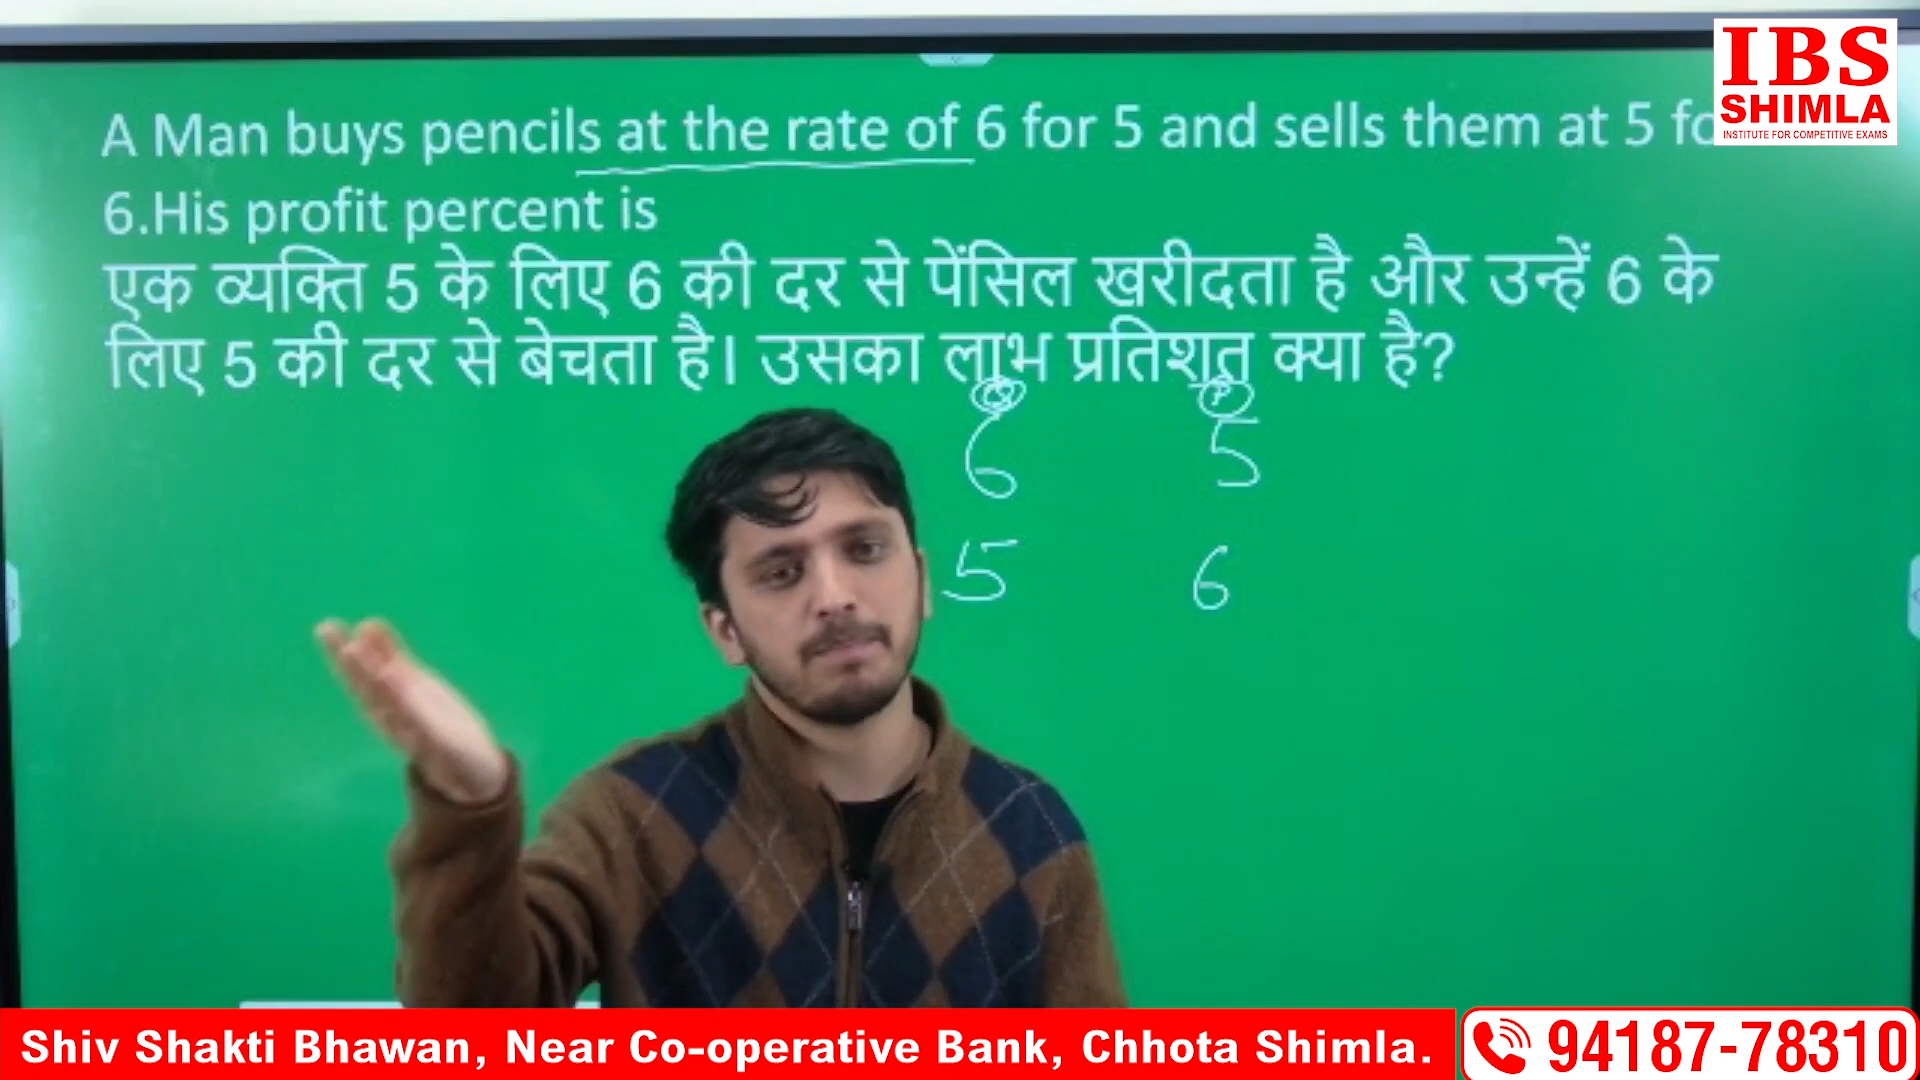 IBS
SHIMLA
INSTITUTE FOR COMPETITIVE EXAMS
A Man buys pencils at the rate of 6 for 5 and sells them at 5 fo
6.His profit percent is
एक व्यक्ति 5 के लिए 6 की दर से पेंसिल खरीदता है और उन्हें 6 के
लिए 5 की दर से बेचता है। उसका लाभ प्रतिशत क्या है?
6 5
5 6
Shiv Shakti Bhawan, Near Co-operative Bank, Chhota Shimla.
94187-78310